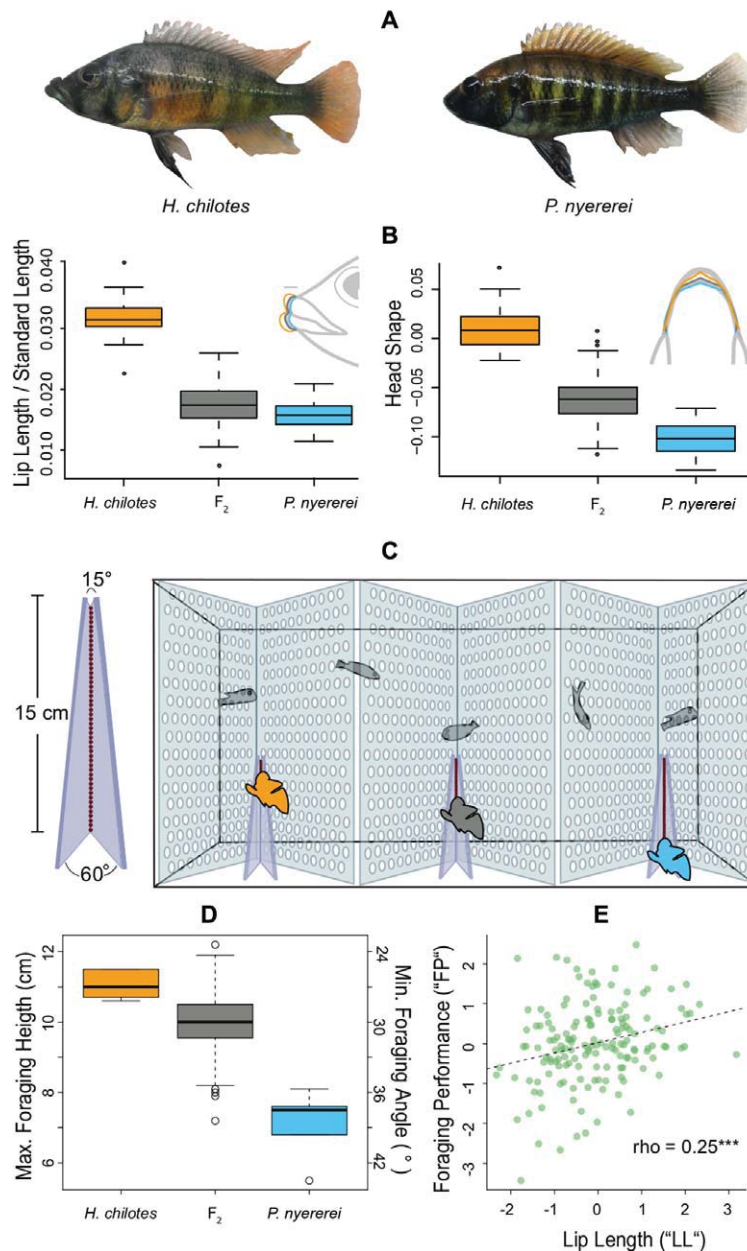 A
H. chilotes
P. nyererei
B
Lip Length / Standard Length
0.040
0.030
0.020
0.010
H. chilotes
F2
P. nyererei
Head Shape
0.05
0.00
−0.05
−0.10
H. chilotes
F2
P. nyererei
C
15°
15 cm
60°
D
Max. Foraging Heigth (cm)
12
10
8
6
24
30
36
42
Min. Foraging Angle (°)
H. chilotes
F2
P. nyererei
E
Foraging Performance ("FP“)
2
1
0
-1
-2
-3
rho = 0.25***
-2
-1
0
1
2
3
Lip Length ("LL“)